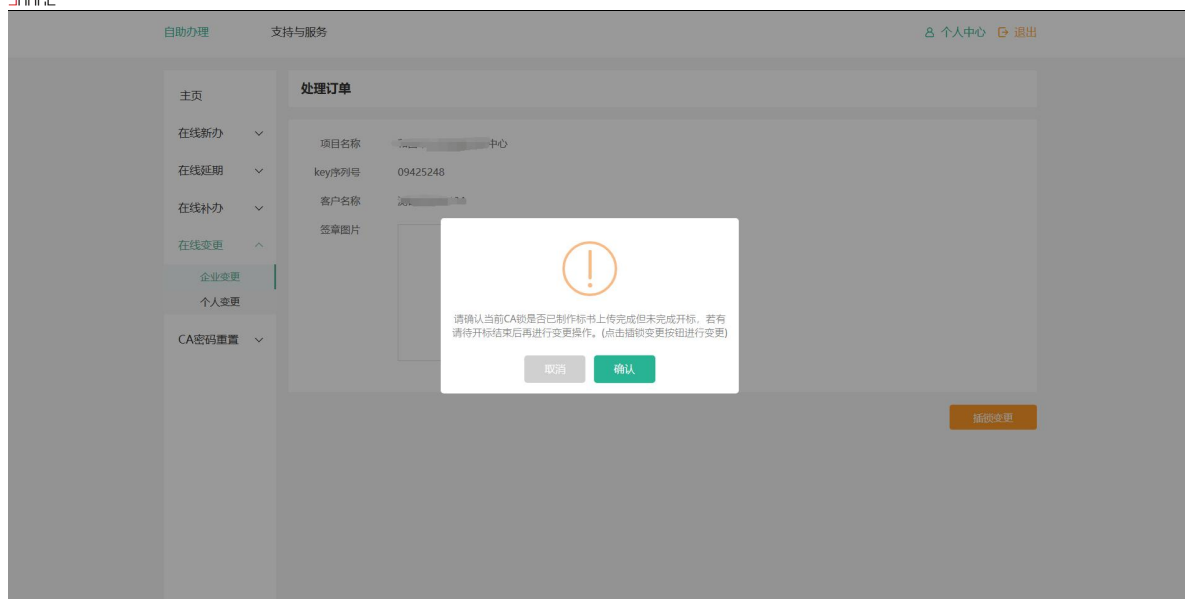 自助办理
支持与服务
个人中心
退出
主页
在线新办
在线延期
在线补办
在线变更
企业变更
个人变更
CA密码重置
处理订单
项目名称 中心
key序列号 09425248
客户名称
签章图片
请确认当前CA锁是否已制作标书上传完成但未完成开标，若有
请待开标结束后再进行变更操作。(点击插锁变更按钮进行变更)
取消
确认
插锁变更